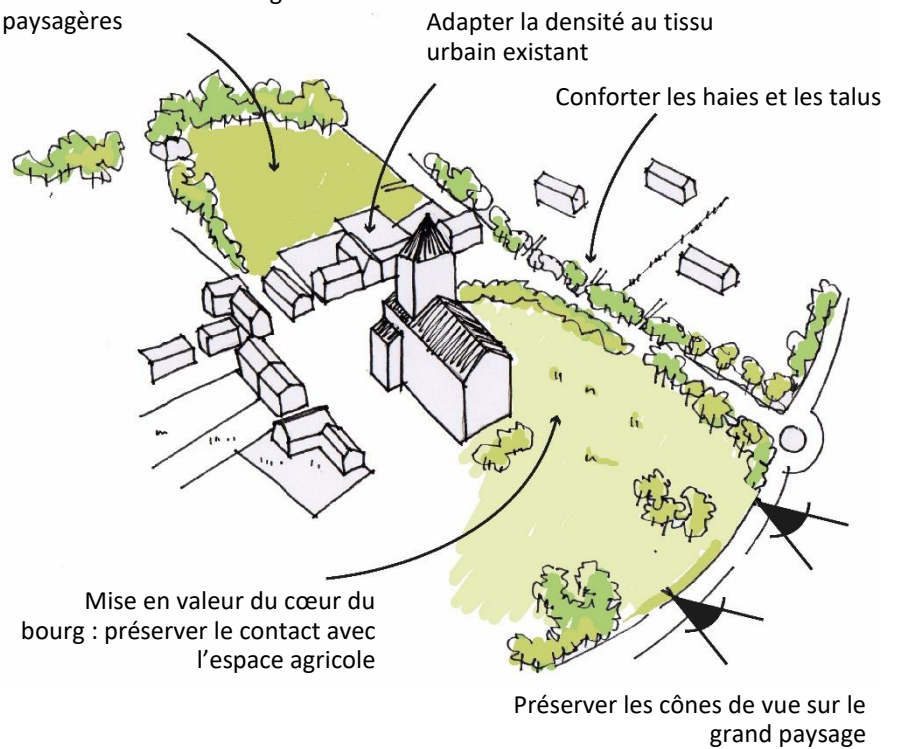 paysagères
Adapter la densité au tissu
urbain existant
Conforter les haies et les talus
Mise en valeur du cœur du
bourg : préserver le contact avec
l'espace agricole
Préserver les cônes de vue sur le
grand paysage